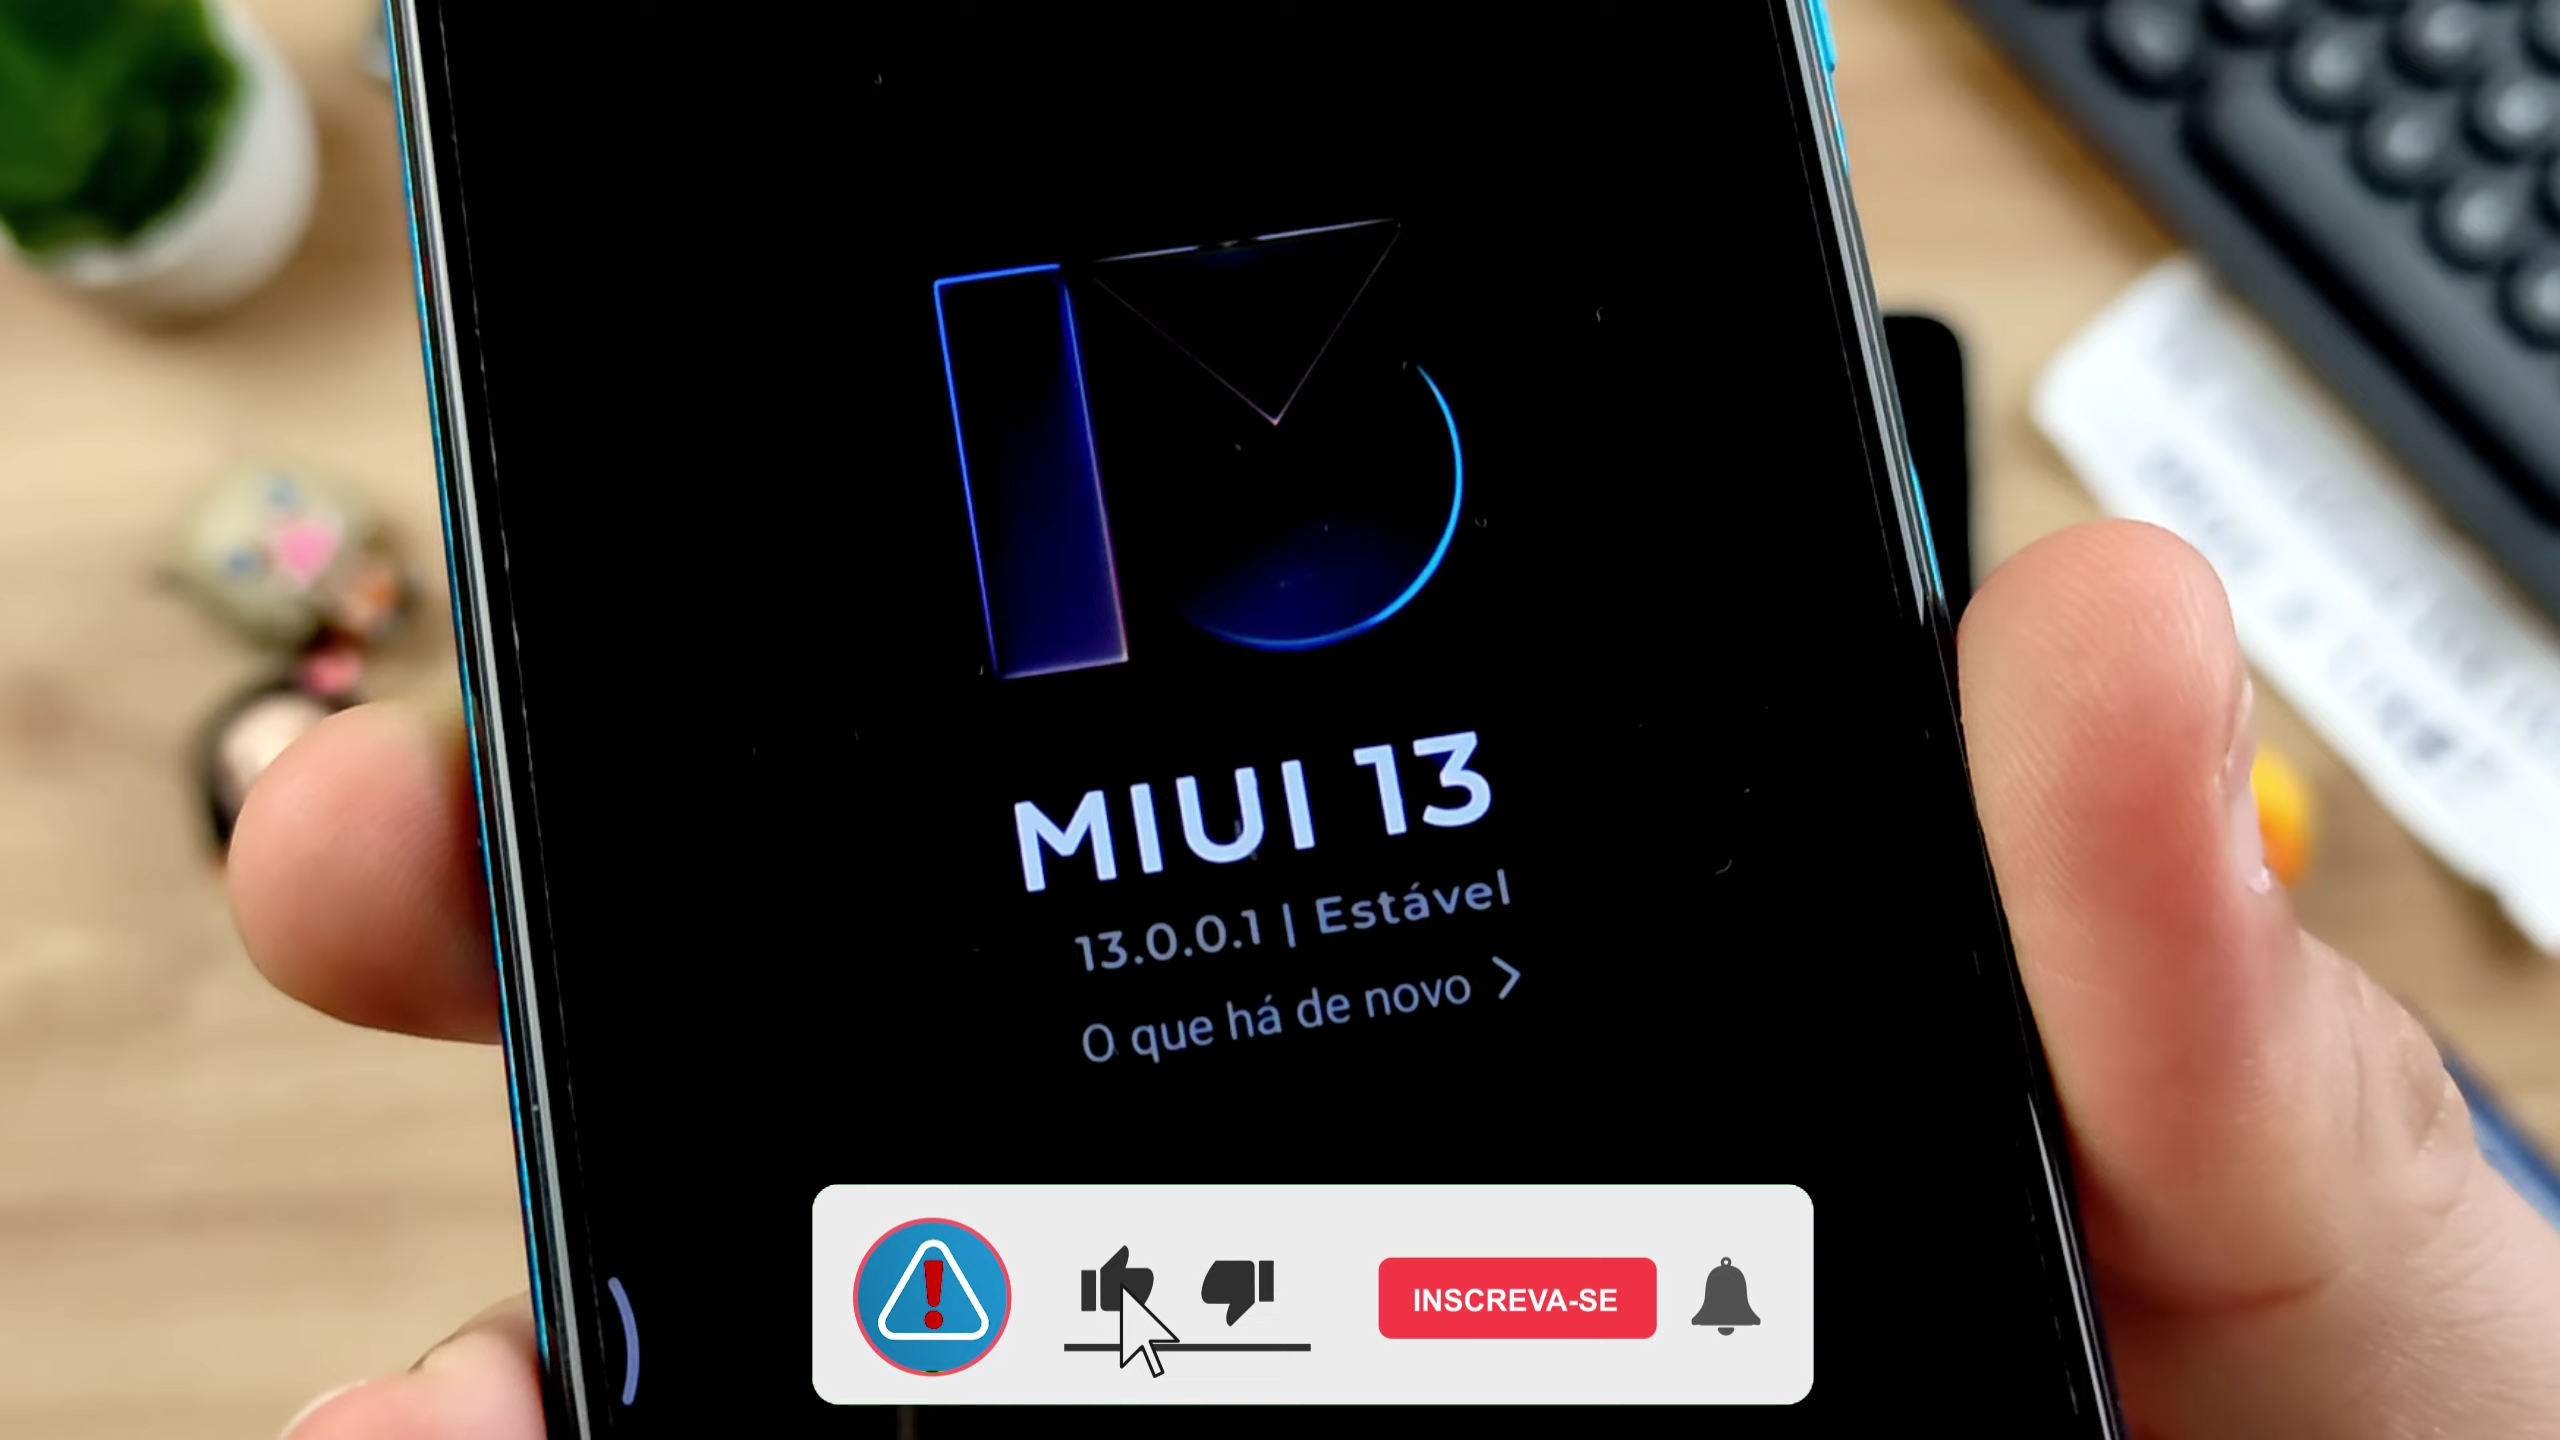 MIUI 13
13.0.0.1 | Estável
O que há de novo >
INSCREVA-SE